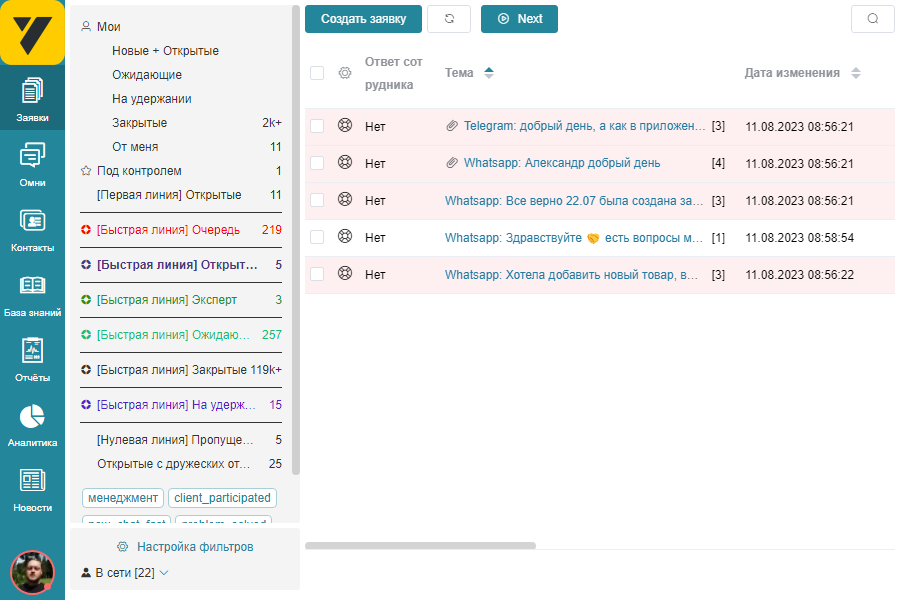 Заявки
Омни
Контакты
База знаний
Отчёты
Аналитика
Новости
Мои
Новые + Открытые
Ожидающие
На удержании
Закрытые 2k+
От меня 11
Под контролем 1
[Первая линия] Открытые 11
[Быстрая линия] Очередь 219
[Быстрая линия] Открыт... 5
[Быстрая линия] Эксперт 3
[Быстрая линия] Ожидаю... 257
[Быстрая линия] Закрытые 119k+
[Быстрая линия] На удерж... 15
[Нулевая линия] Пропуще... 5
Открытые с дружеских от... 25
менеджмент client_participated
new_chat_fast problem_solved
Настройка фильтров
В сети [22]
Создать заявку Next
Ответ сот
рудника Тема Дата изменения
Нет Telegram: добрый день, а как в приложен... [3] 11.08.2023 08:56:21
Нет Whatsapp: Александр добрый день [4] 11.08.2023 08:56:21
Нет Whatsapp: Все верно 22.07 была создана за... [3] 11.08.2023 08:56:21
Нет Whatsapp: Здравствуйте 🤝 есть вопросы м... [1] 11.08.2023 08:58:54
Нет Whatsapp: Хотела добавить новый товар, в... [3] 11.08.2023 08:56:22